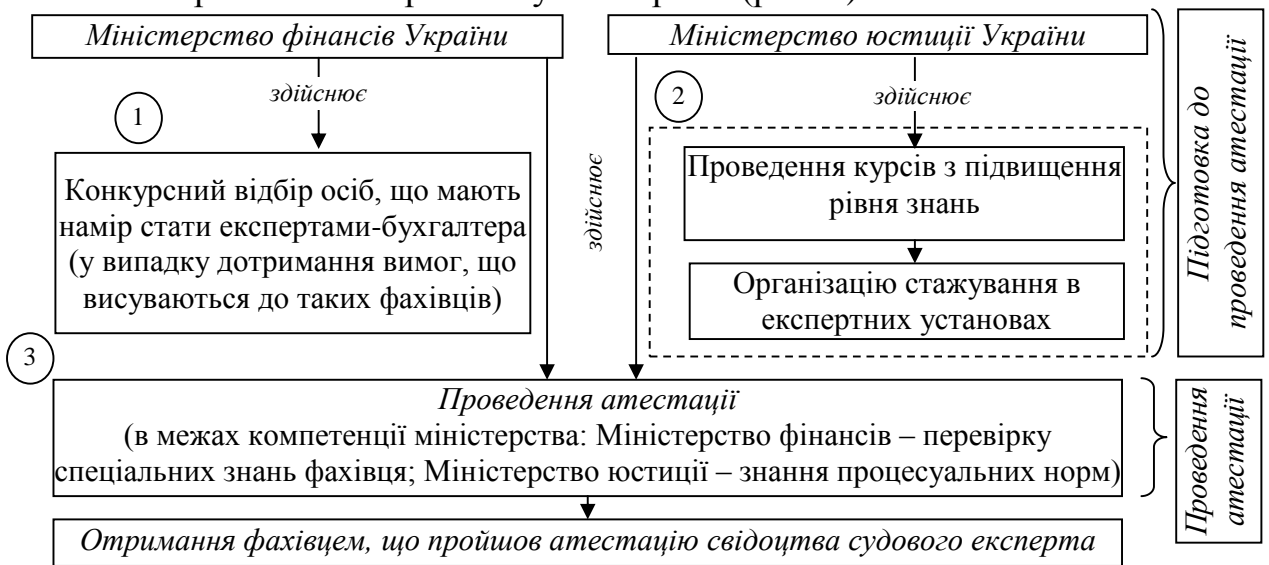 Міністерство фінансів України
Міністерство юстиції України
здійснює
1
Конкурсний відбір осіб, що мають
намір стати експертами-бухгалтера
(у випадку дотримання вимог, що
висуваються до таких фахівців)
здійснює
2
здійснює
Проведення курсів з підвищення
рівня знань
Організацію стажування в
експертних установах
Підготовка до
проведення атестації
3
Проведення атестації
(в межах компетенції міністерства: Міністерство фінансів – перевірку
спеціальних знань фахівця; Міністерство юстиції – знання процесуальних норм)
Проведення
атестації
Отримання фахівцем, що пройшов атестацію свідоцтва судового експерта